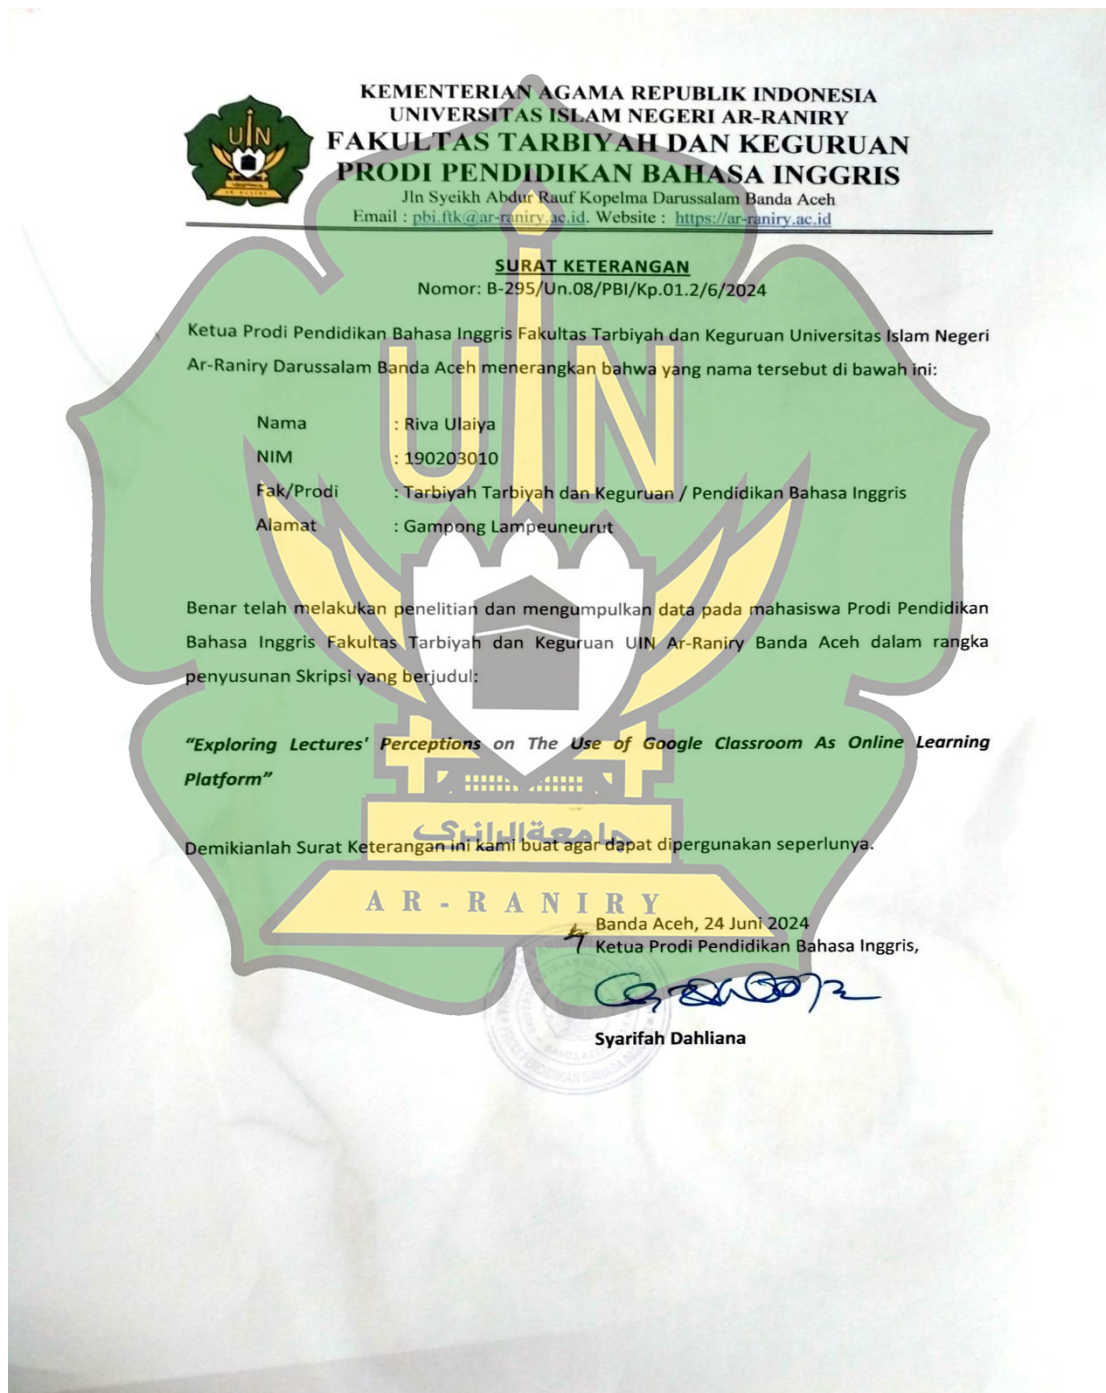 KEMENTERIAN AGAMA REPUBLIK INDONESIA
UNIVERSITAS ISLAM NEGERI AR-RANIRY
FAKULTAS TARBIYAH DAN KEGURUAN
PRODI PENDIDIKAN BAHASA INGGRIS
Jln Syeikh Abdur Rauf Kopelma Darussalam Banda Aceh
Email : pbi.ftk@ar-raniry.ac.id. Website : https://ar-raniry.ac.id
UIN
AR-RANIRY
SURAT KETERANGAN
Nomor: B-295/Un.08/PBI/Kp.01.2/6/2024
Ketua Prodi Pendidikan Bahasa Inggris Fakultas Tarbiyah dan Keguruan Universitas Islam Negeri
Ar-Raniry Darussalam Banda Aceh menerangkan bahwa yang nama tersebut di bawah ini:
UIN
Nama : Riva Ulaiya
NIM : 190203010
Fak/Prodi : Tarbiyah Tarbiyah dan Keguruan / Pendidikan Bahasa Inggris
Alamat : Gampong Lampeuneurut
Benar telah melakukan penelitian dan mengumpulkan data pada mahasiswa Prodi Pendidikan
Bahasa Inggris Fakultas Tarbiyah dan Keguruan UIN Ar-Raniry Banda Aceh dalam rangka
penyusunan Skripsi yang berjudul:
“Exploring Lectures' Perceptions on The Use of Google Classroom As Online Learning
Platform”
جامعةالرانري
Demikianlah Surat Keterangan ini kami buat agar dapat dipergunakan seperlunya.
AR-RANIRY
Banda Aceh, 24 Juni 2024
Ketua Prodi Pendidikan Bahasa Inggris,
Syarifah Dahliana